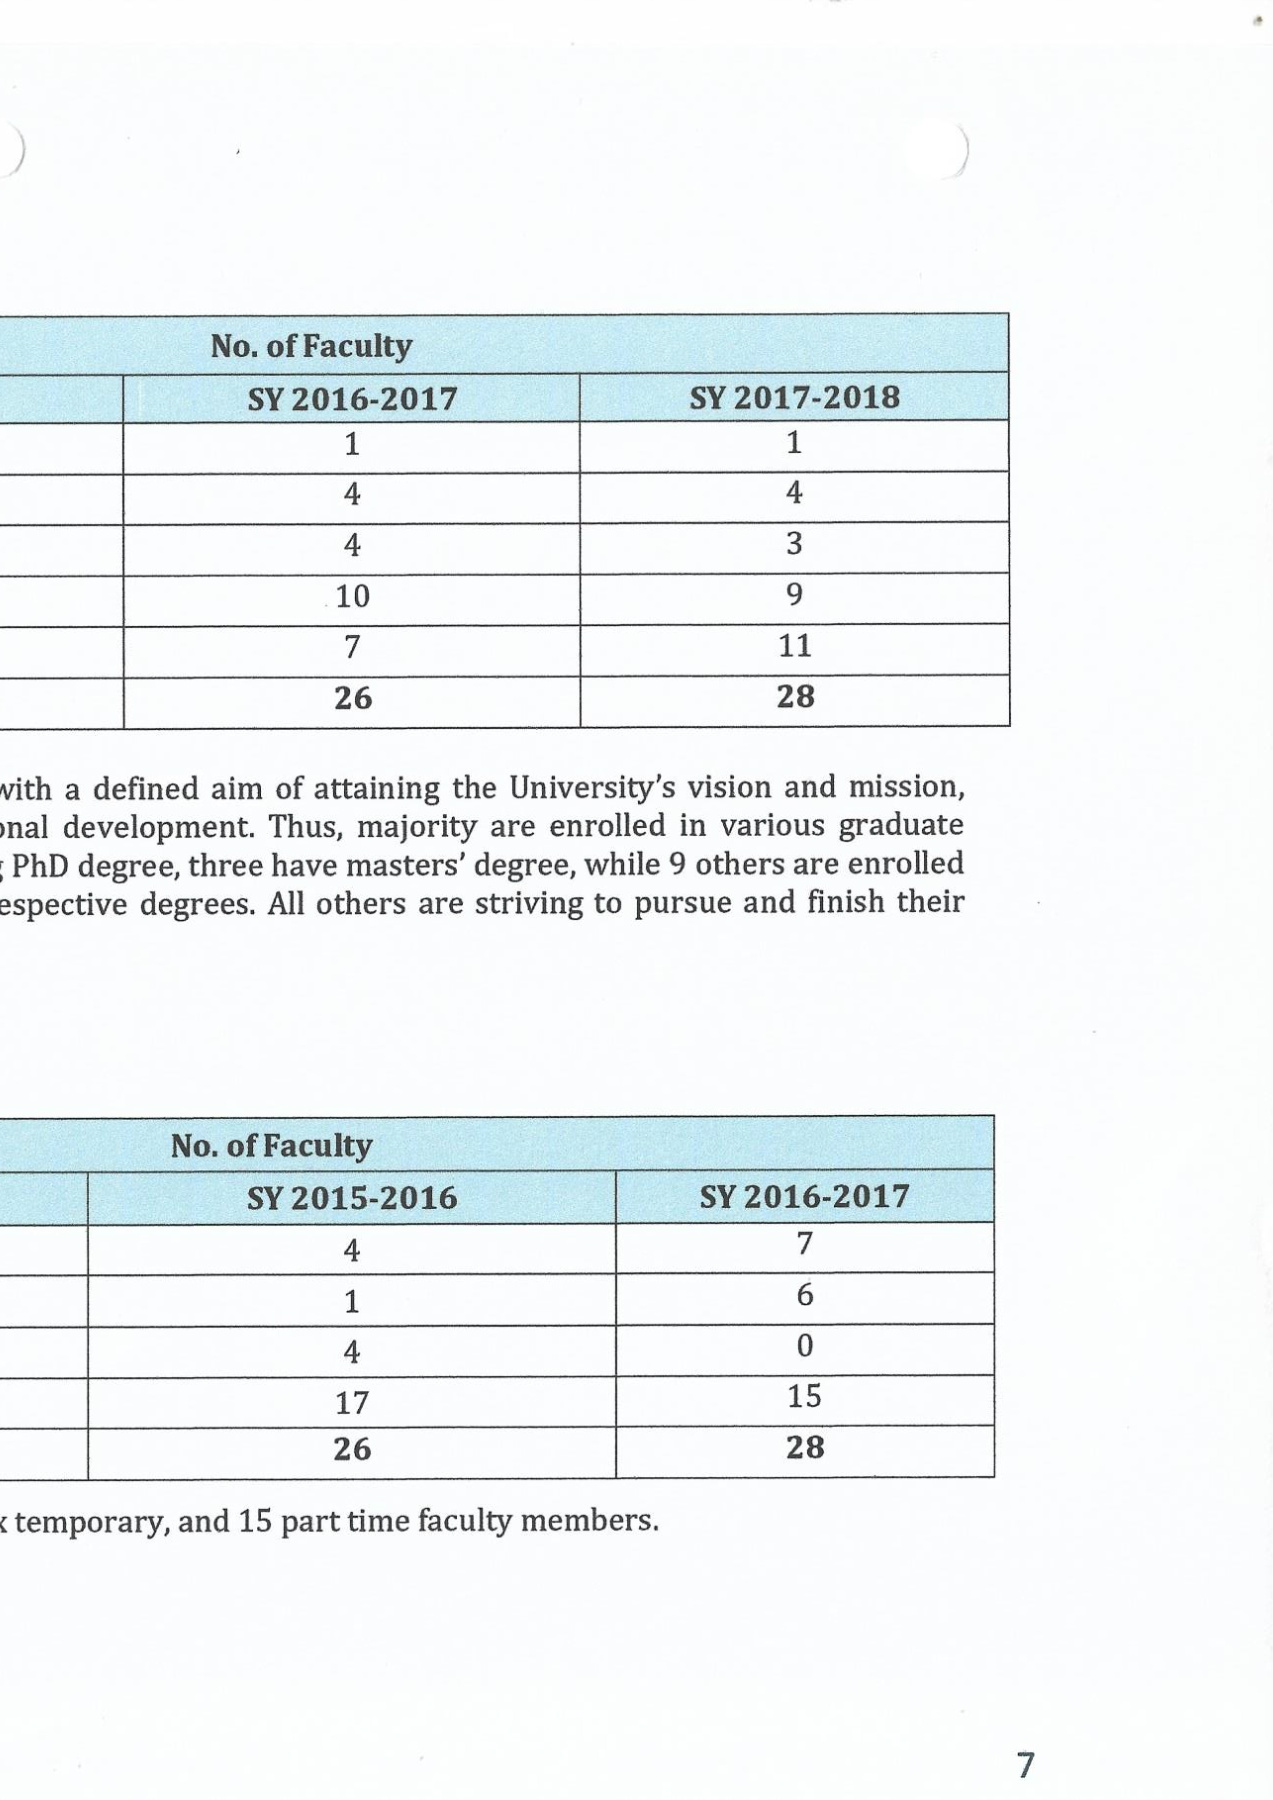 No. of Faculty
SY 2016-2017 SY 2017-2018
1 1
4 4
4 3
10 9
7 11
26 28
with a defined aim of attaining the University's vision and mission,
onal development. Thus, majority are enrolled in various graduate
g PhD degree, three have masters' degree, while 9 others are enrolled
espective degrees. All others are striving to pursue and finish their
No. of Faculty
SY 2015-2016 SY 2016-2017
4 7
1 6
4 0
17 15
26 28
x temporary, and 15 part time faculty members.
7